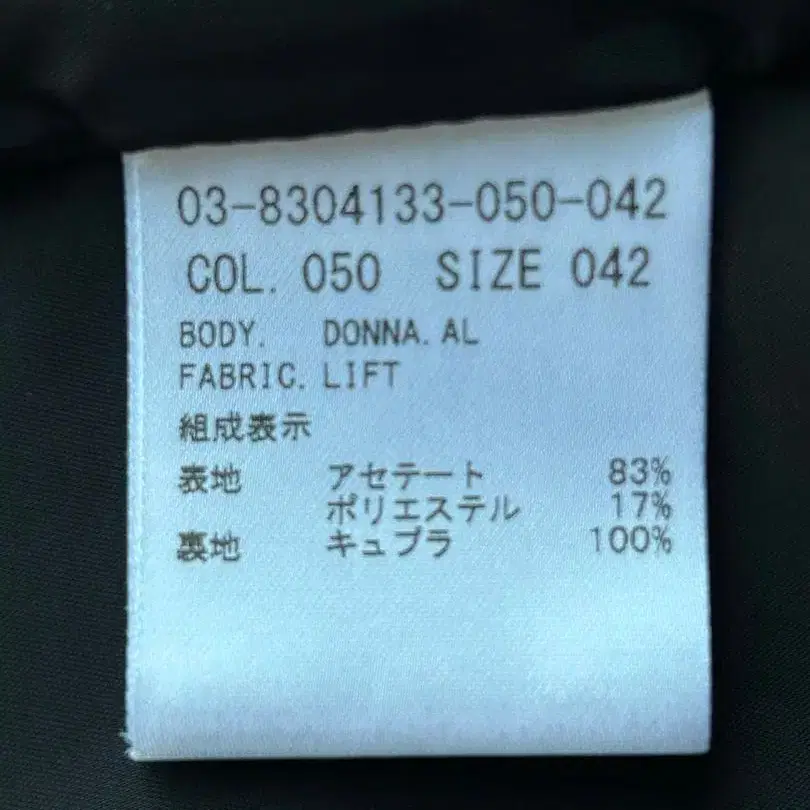 03-8304133-050-042
COL. 050 SIZE 042
BODY. DONNA. AL
FABRIC. LIFT
組成表示
表地 アセテート 83%
ポリエステル 17%
裏地 キュプラ 100%